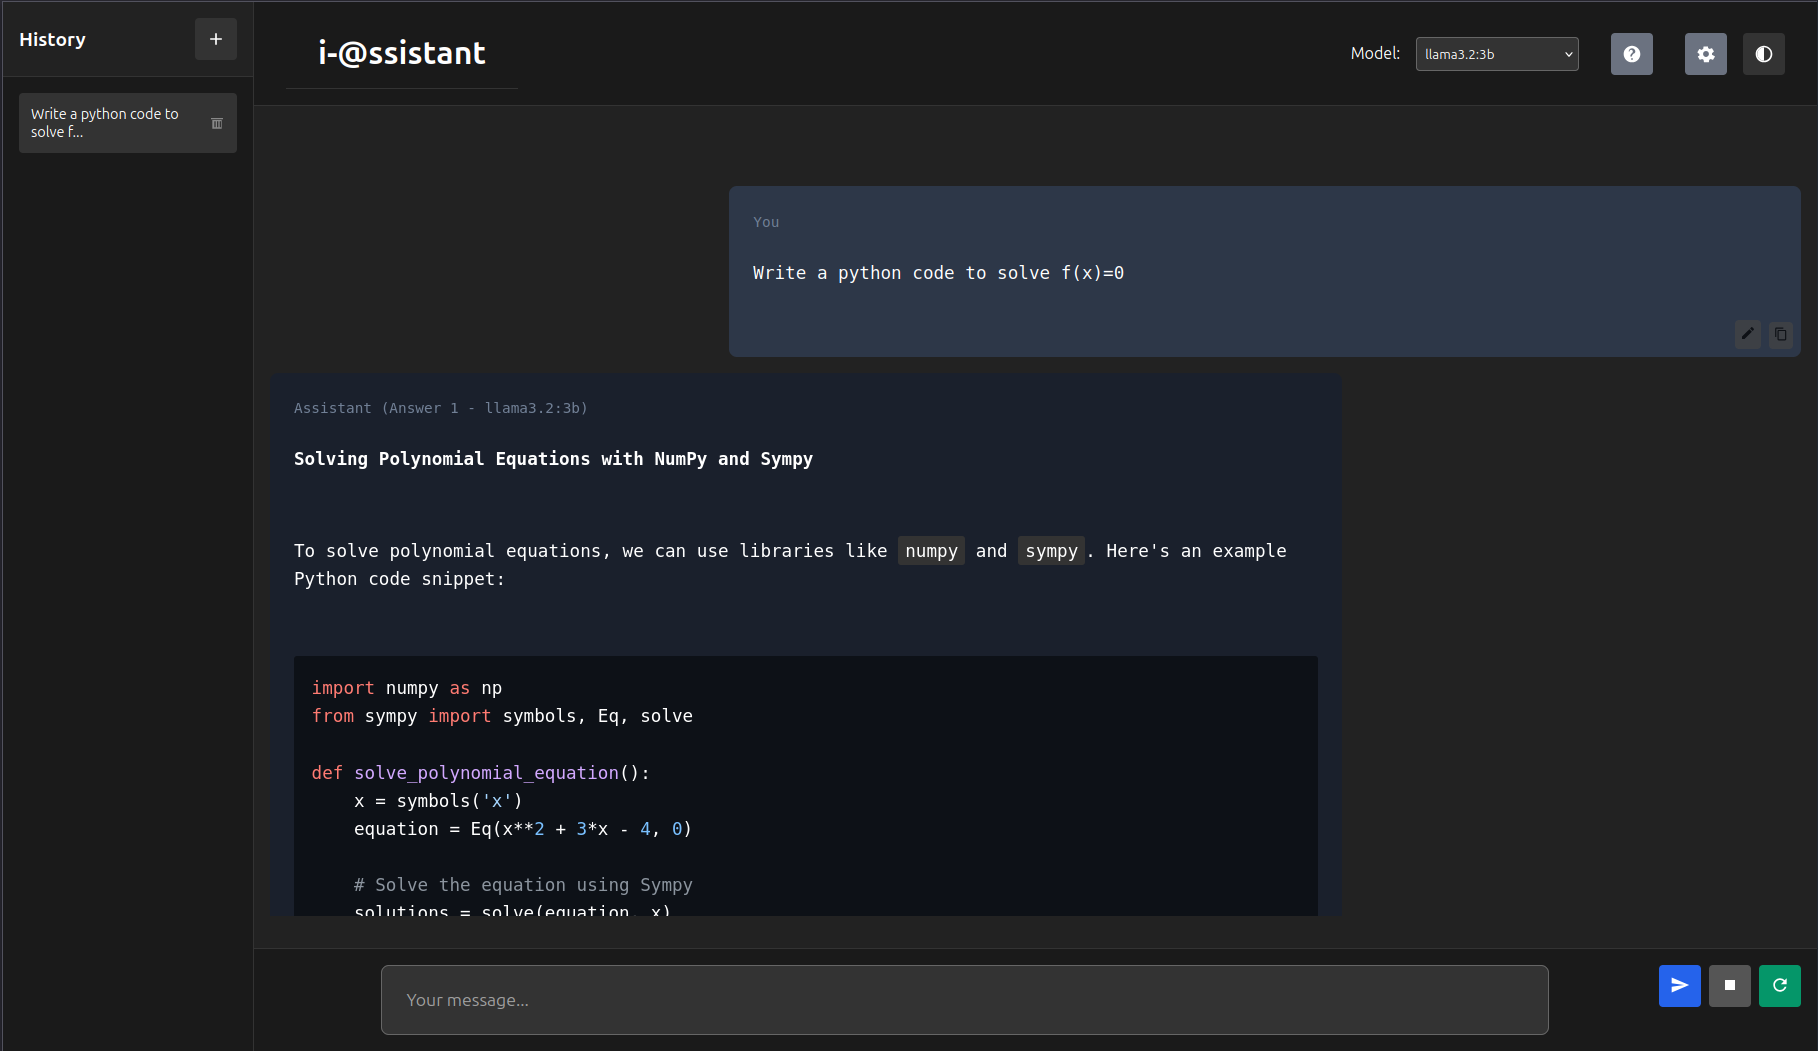 History
+
Write a python code to
solve f...
i-@ssistant
Model:
llama3.2:3b
You
Write a python code to solve f(x)=0
Assistant (Answer 1 - llama3.2:3b)
Solving Polynomial Equations with NumPy and Sympy
To solve polynomial equations, we can use libraries like numpy and sympy. Here's an example
Python code snippet:
import numpy as np
from sympy import symbols, Eq, solve
def solve_polynomial_equation():
    x = symbols('x')
    equation = Eq(x**2 + 3*x - 4, 0)
    # Solve the equation using Sympy
    solutions = solve(equation, x)
Your message...